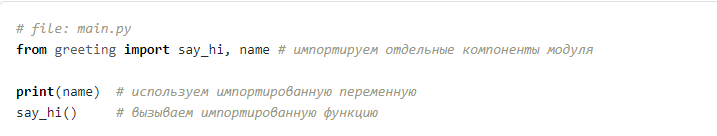 # file: main.py
from greeting import say_hi, name # импортируем отдельные компоненты модуля
print(name)  # используем импортированную переменную
say_hi()     # вызываем импортированную функцию